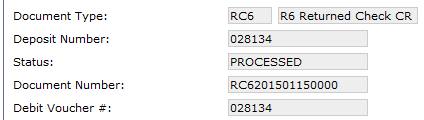 Document Type: RC6 R6 Returned Check CR
Deposit Number: 028134
Status: PROCESSED
Document Number: RC6201501150000
Debit Voucher #: 028134